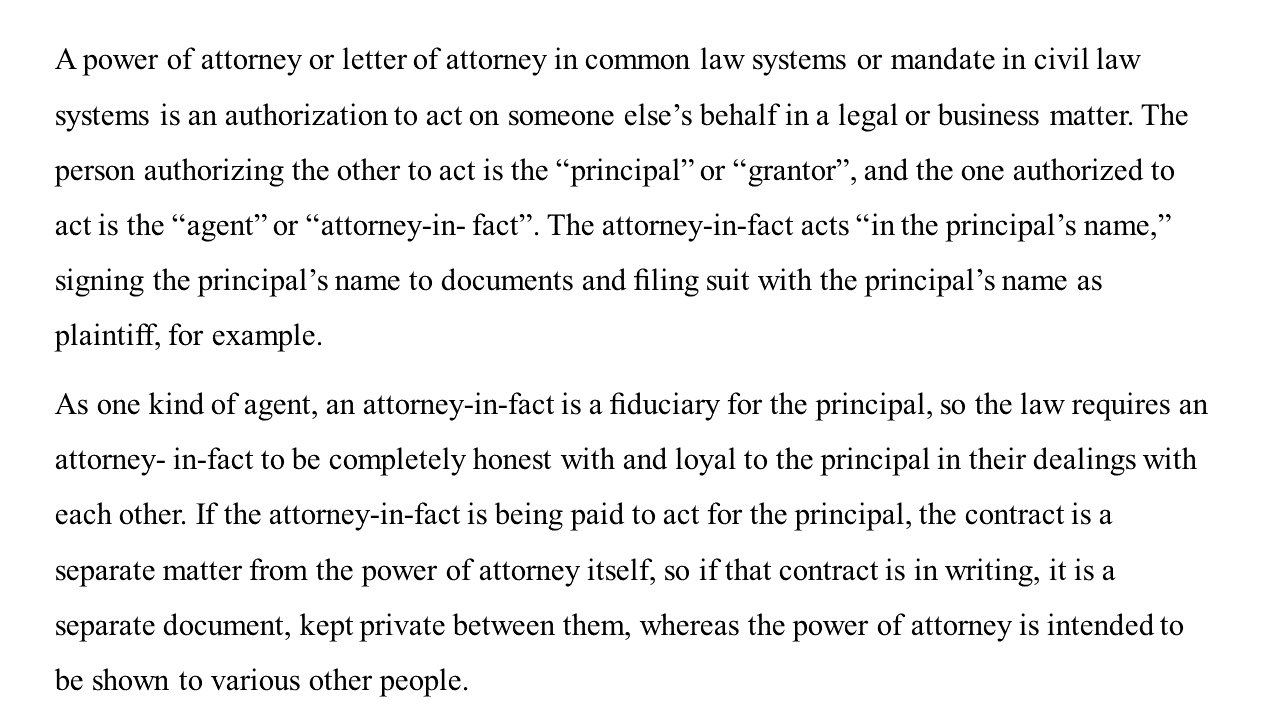 A power of attorney or letter of attorney in common law systems or mandate in civil law
systems is an authorization to act on someone else’s behalf in a legal or business matter. The
person authorizing the other to act is the “principal” or “grantor”, and the one authorized to
act is the “agent” or “attorney-in- fact”. The attorney-in-fact acts “in the principal’s name,”
signing the principal’s name to documents and filing suit with the principal’s name as
plaintiff, for example.
As one kind of agent, an attorney-in-fact is a fiduciary for the principal, so the law requires an
attorney- in-fact to be completely honest with and loyal to the principal in their dealings with
each other. If the attorney-in-fact is being paid to act for the principal, the contract is a
separate matter from the power of attorney itself, so if that contract is in writing, it is a
separate document, kept private between them, whereas the power of attorney is intended to
be shown to various other people.